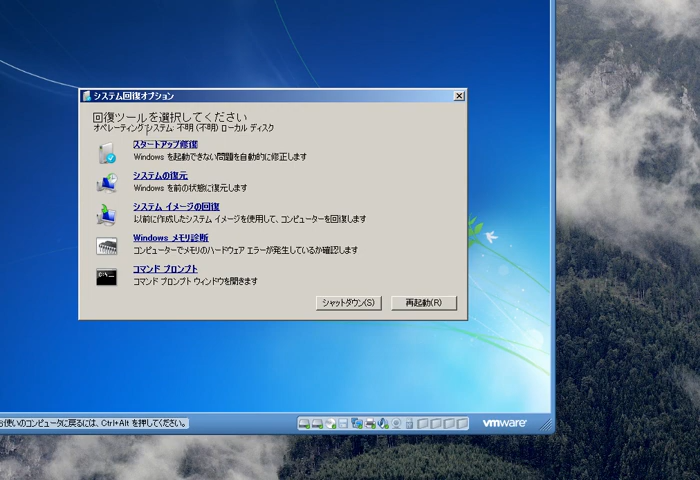 システム回復オプション
回復ツールを選択してください
オペレーティング システム: 不明 (不明) ローカル ディスク
スタートアップ修復
Windows を起動できない問題を自動的に修正します
システムの復元
Windows を前の状態に復元します
システム イメージの回復
以前に作成したシステム イメージを使用して、コンピューターを回復します
Windows メモリ診断
コンピューターでメモリのハードウェア エラーが発生しているか確認します
コマンド プロンプト
コマンド プロンプト ウィンドウを開きます
シャットダウン(S)
再起動(R)
お使いのコンピュータに戻るには、Ctrl+Alt を押してください。
vmware